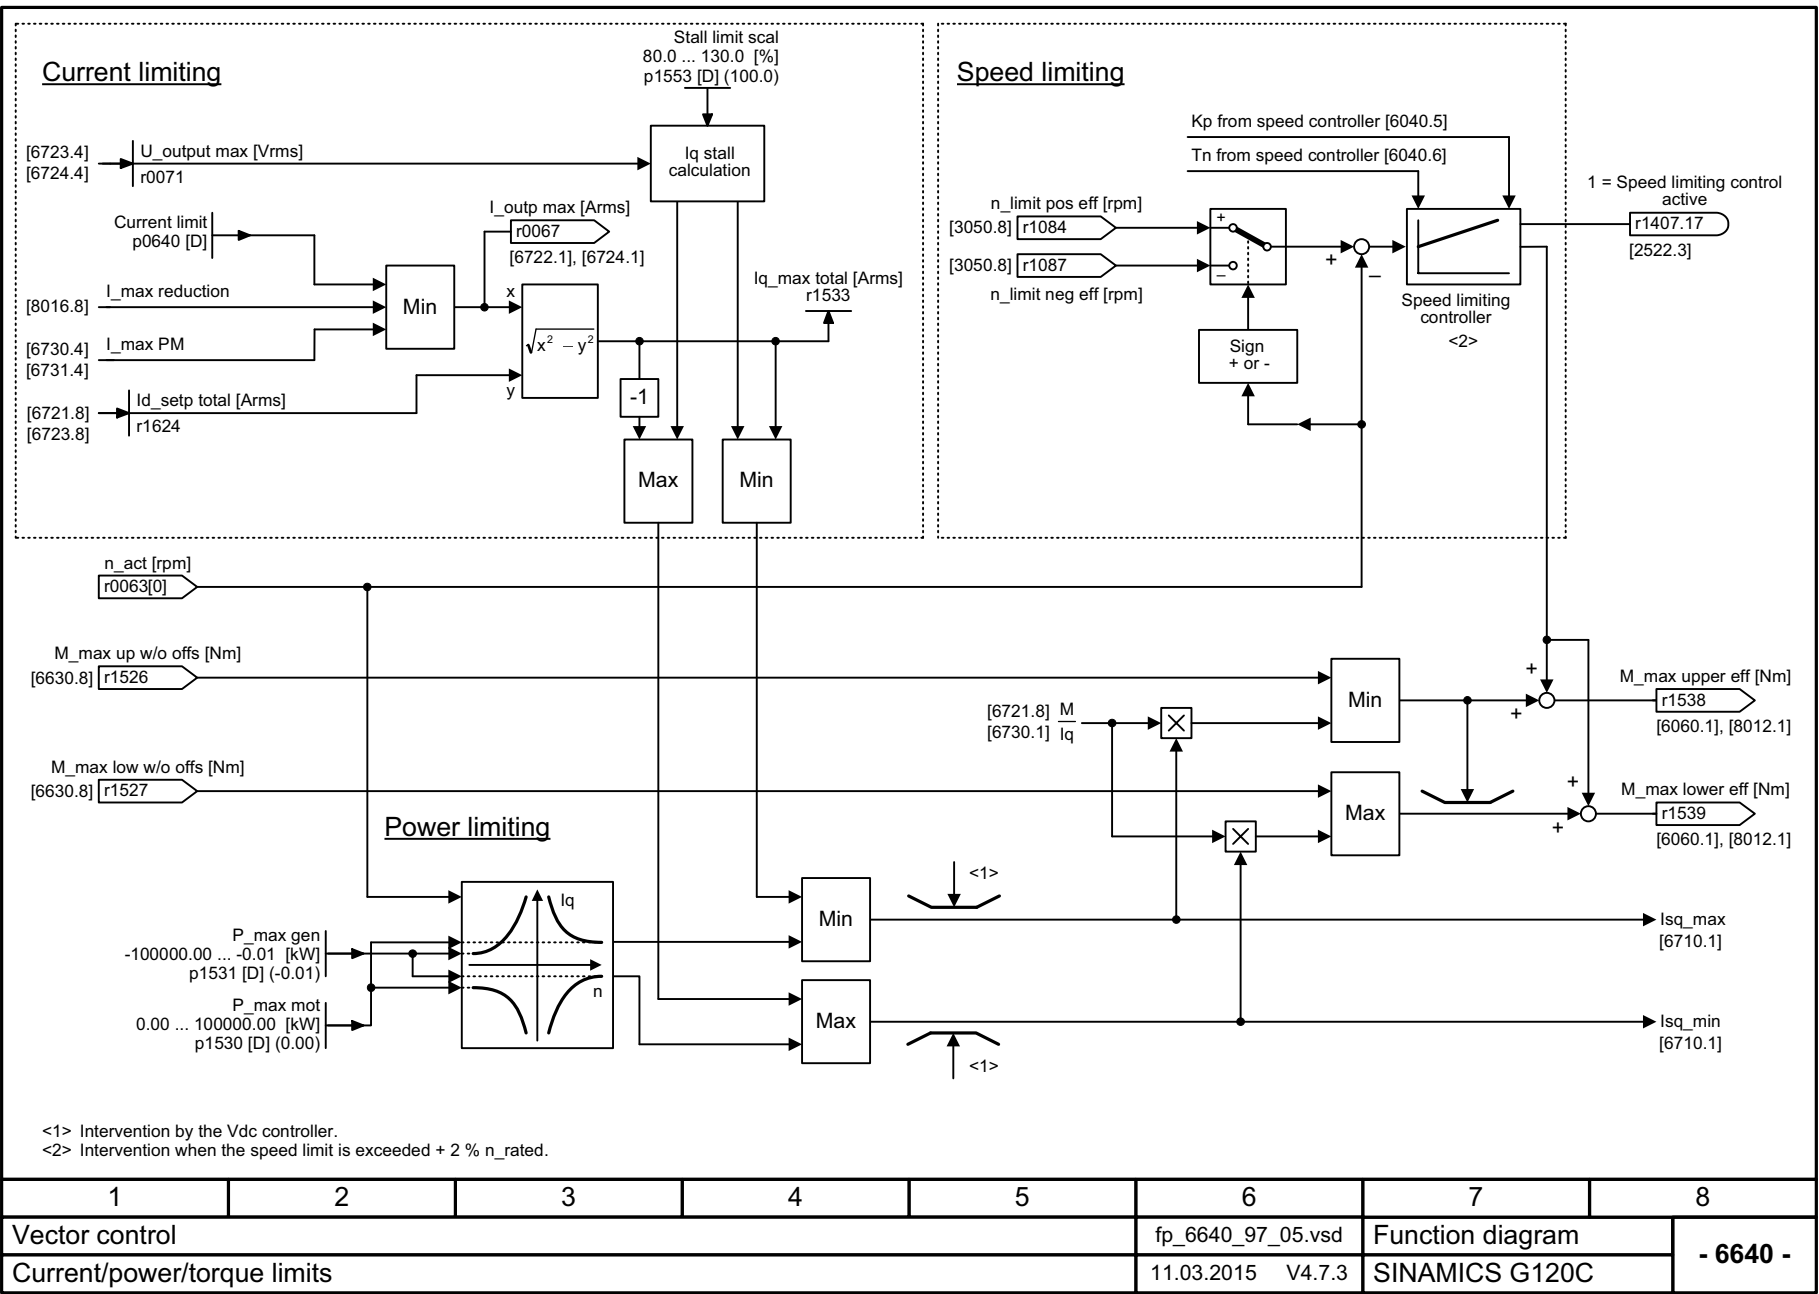 Current limiting
Stall limit scal
80.0 ... 130.0 [%]
p1553 [D] (100.0)
[6723.4]
[6724.4]
U_output max [Vrms]
r0071
Iq stall
calculation
Current limit
p0640 [D]
I_outp max [Arms]
r0067
[6722.1], [6724.1]
[8016.8]
I_max reduction
Min
x
√x² – y²
y
Iq_max total [Arms]
r1533
[6730.4]
[6731.4]
I_max PM
[6721.8]
[6723.8]
Id_setp total [Arms]
r1624
-1
Max
Min
Speed limiting
Kp from speed controller [6040.5]
Tn from speed controller [6040.6]
n_limit pos eff [rpm]
[3050.8]
r1084
[3050.8]
r1087
n_limit neg eff [rpm]
+
–
+
–
Sign
+ or -
Speed limiting
controller
<2>
1 = Speed limiting control
active
r1407.17
[2522.3]
n_act [rpm]
r0063[0]
M_max up w/o offs [Nm]
[6630.8]
r1526
M_max low w/o offs [Nm]
[6630.8]
r1527
[6721.8]
[6730.1]
M
Iq
Min
+
+
M_max upper eff [Nm]
r1538
[6060.1], [8012.1]
Max
+
+
M_max lower eff [Nm]
r1539
[6060.1], [8012.1]
Power limiting
P_max gen
-100000.00 ... -0.01 [kW]
p1531 [D] (-0.01)
P_max mot
0.00 ... 100000.00 [kW]
p1530 [D] (0.00)
Iq
n
Min
<1>
Isq_max
[6710.1]
Max
<1>
Isq_min
[6710.1]
<1> Intervention by the Vdc controller.
<2> Intervention when the speed limit is exceeded + 2 % n_rated.
1 2 3 4 5 6 7 8
Vector control
fp_6640_97_05.vsd
Function diagram
- 6640 -
Current/power/torque limits
11.03.2015 V4.7.3
SINAMICS G120C